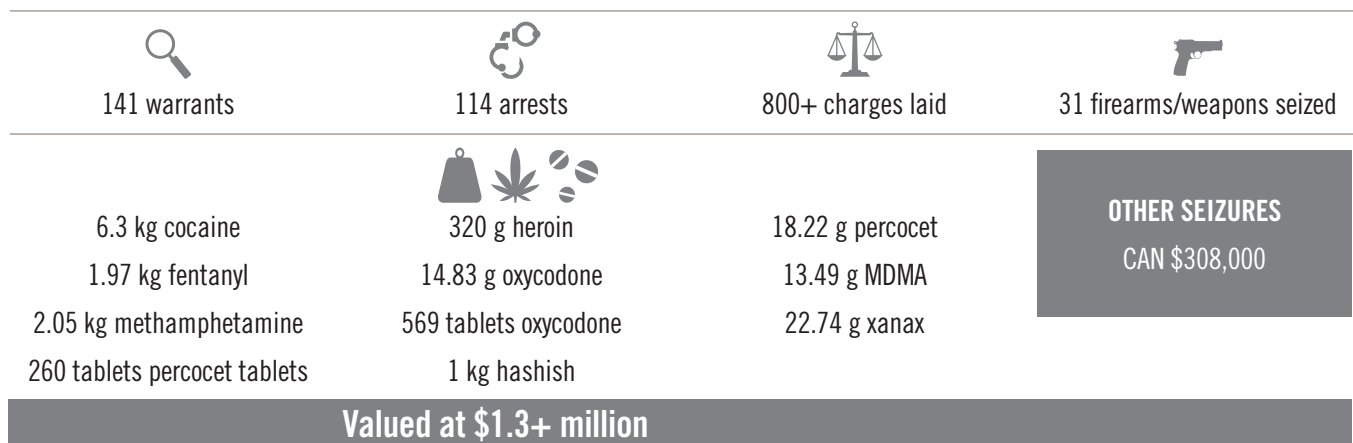 141 warrants
114 arrests
800+ charges laid
31 firearms/weapons seized
6.3 kg cocaine
1.97 kg fentanyl
2.05 kg methamphetamine
260 tablets percocet tablets
320 g heroin
14.83 g oxycodone
569 tablets oxycodone
1 kg hashish
18.22 g percocet
13.49 g MDMA
22.74 g xanax
OTHER SEIZURES
CAN $308,000
Valued at $1.3+ million